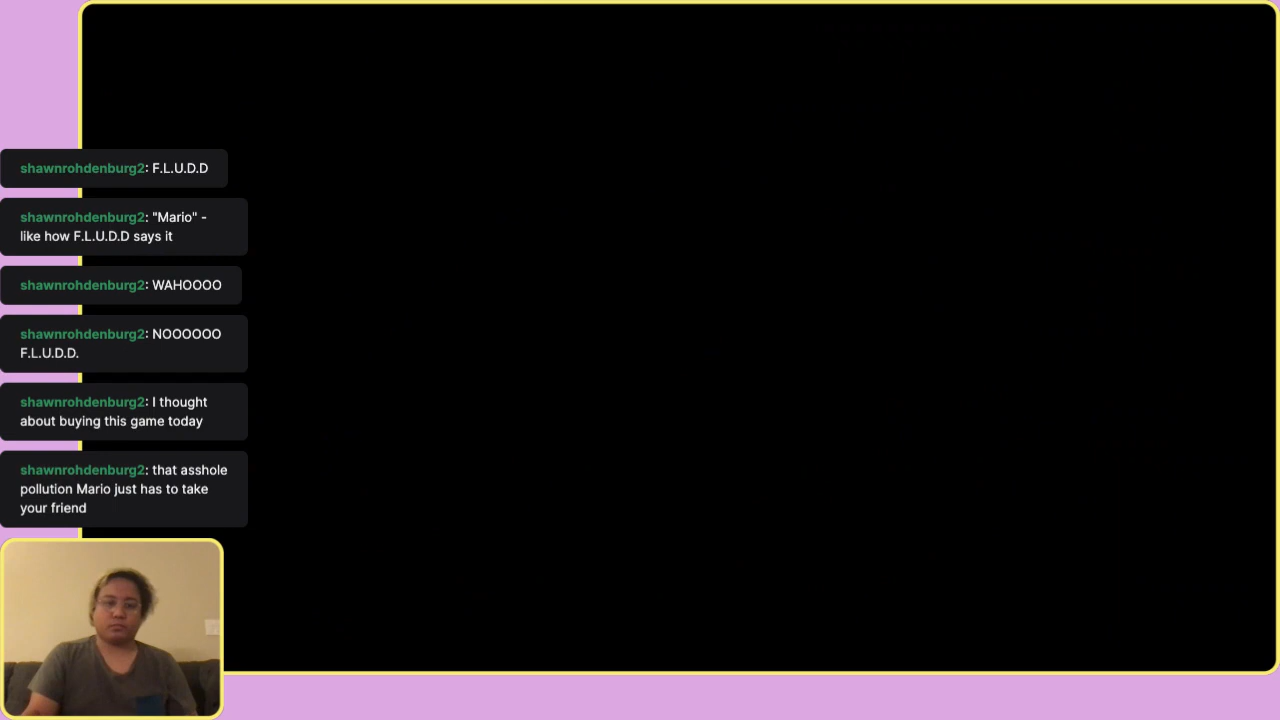 shawnrohdenburg2: F.L.U.D.D
shawnrohdenburg2: "Mario" -
like how F.L.U.D.D says it
shawnrohdenburg2: WAHOOOO
shawnrohdenburg2: NOOOOOO
F.L.U.D.D.
shawnrohdenburg2: I thought
about buying this game today
shawnrohdenburg2: that asshole
pollution Mario just has to take
your friend